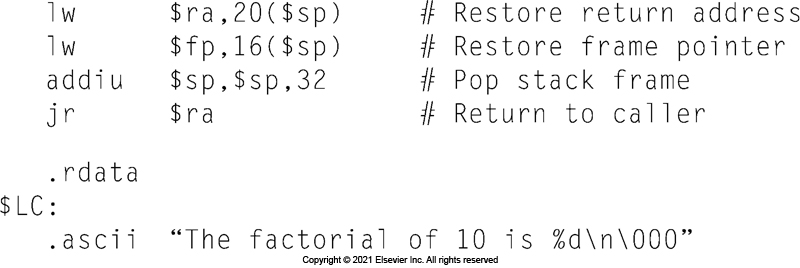 lw $ra,20($sp) # Restore return address
lw $fp,16($sp) # Restore frame pointer
addiu $sp,$sp,32 # Pop stack frame
jr $ra # Return to caller
.rdata
$LC:
.ascii “The factorial of 10 is %d\n\000”
Copyright © 2021 Elsevier Inc. All rights reserved